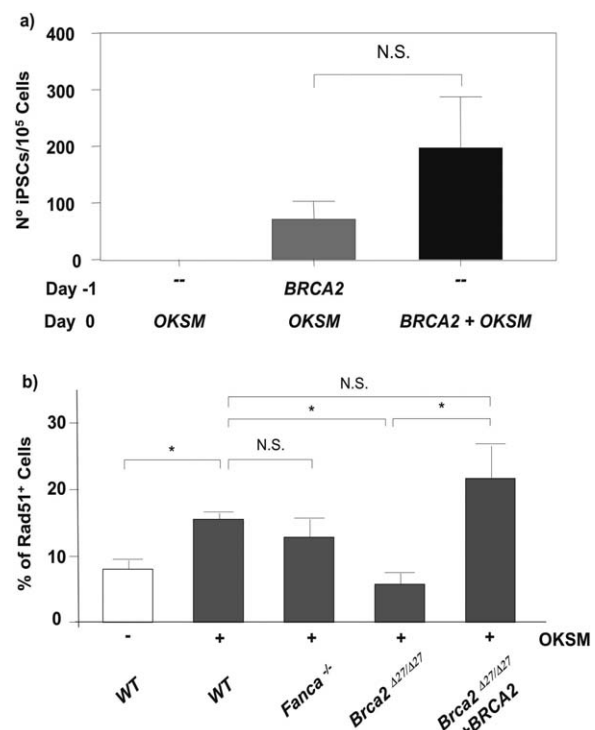 a)
N.S.
400
300
200
100
0
Nº iPSCs/10⁵ Cells
Day -1 -- BRCA2 --
Day 0 OKSM OKSM BRCA2 + OKSM
b)
N.S.
* *
* N.S.
30
20
10
0
% of Rad51⁺ Cells
- + + + + OKSM
WT WT Fanca -/- Brca2 Δ27/Δ27 Brca2 Δ27/Δ27
+BRCA2